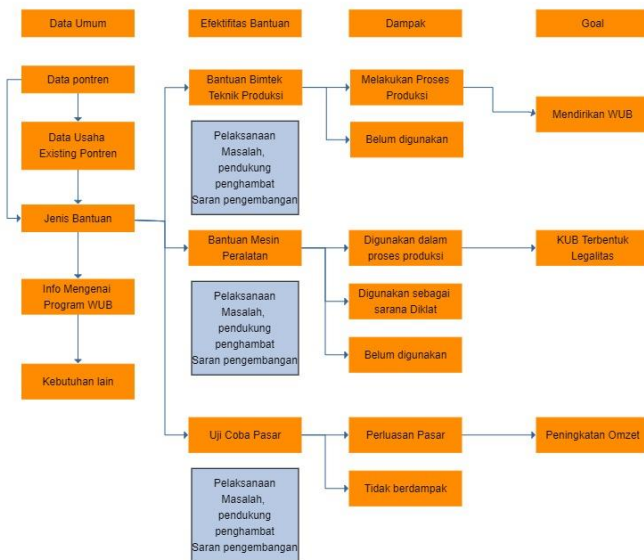 Data Umum
Efektifitas Bantuan
Dampak
Goal
Data pontren
Data Usaha
Existing Pontren
Jenis Bantuan
Info Mengenai
Program WUB
Kebutuhan lain
Bantuan Bimtek
Teknik Produksi
Melakukan Proses
Produksi
Mendirikan WUB
Belum digunakan
Pelaksanaan
Masalah,
pendukung
penghambat
Saran pengembangan
Bantuan Mesin
Peralatan
Digunakan dalam
proses produksi
KUB Terbentuk
Legalitas
Digunakan sebagai
sarana Diklat
Belum digunakan
Pelaksanaan
Masalah,
pendukung
penghambat
Saran pengembangan
Uji Coba Pasar
Perluasan Pasar
Peningkatan Omzet
Tidak berdampak
Pelaksanaan
Masalah,
pendukung
penghambat
Saran pengembangan